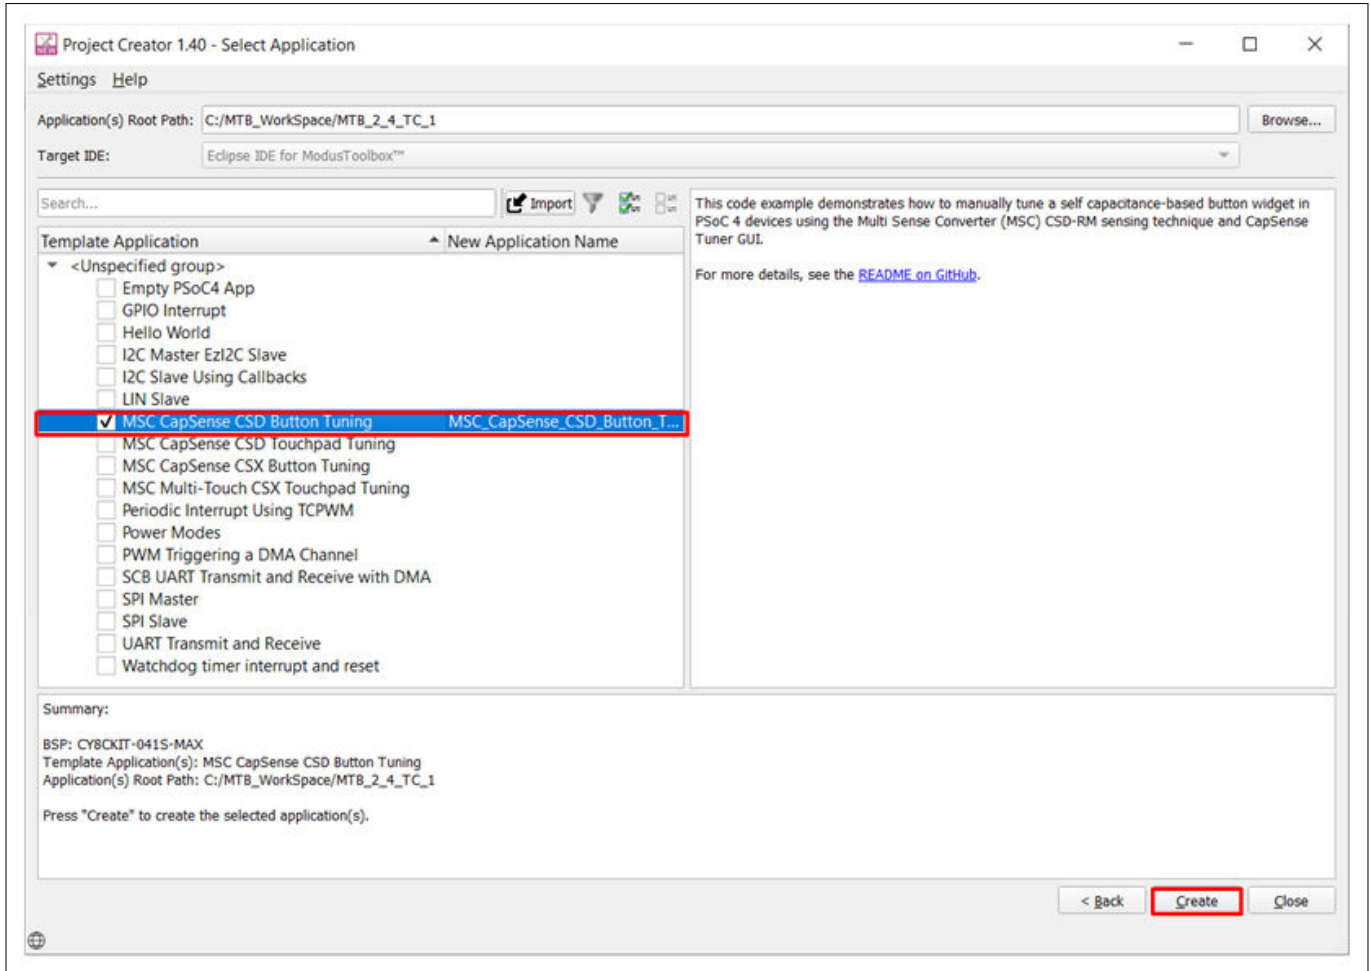 Project Creator 1.40 - Select Application
Settings Help
Application(s) Root Path: C:/MTB_WorkSpace/MTB_2_4_TC_1 Browse...
Target IDE: Eclipse IDE for ModusToolbox™
Search... Import
Template Application New Application Name
<Unspecified group>
Empty PSoC4 App
GPIO Interrupt
Hello World
I2C Master EzI2C Slave
I2C Slave Using Callbacks
LIN Slave
MSC CapSense CSD Button Tuning MSC_CapSense_CSD_Button_T...
MSC CapSense CSD Touchpad Tuning
MSC CapSense CSX Button Tuning
MSC Multi-Touch CSX Touchpad Tuning
Periodic Interrupt Using TCPWM
Power Modes
PWM Triggering a DMA Channel
SCB UART Transmit and Receive with DMA
SPI Master
SPI Slave
UART Transmit and Receive
Watchdog timer interrupt and reset
This code example demonstrates how to manually tune a self capacitance-based button widget in
PSoC 4 devices using the Multi Sense Converter (MSC) CSD-RM sensing technique and CapSense
Tuner GUI.
For more details, see the README on GitHub.
Summary:
BSP: CY8CKIT-041S-MAX
Template Application(s): MSC CapSense CSD Button Tuning
Application(s) Root Path: C:/MTB_WorkSpace/MTB_2_4_TC_1
Press "Create" to create the selected application(s).
< Back Create Close